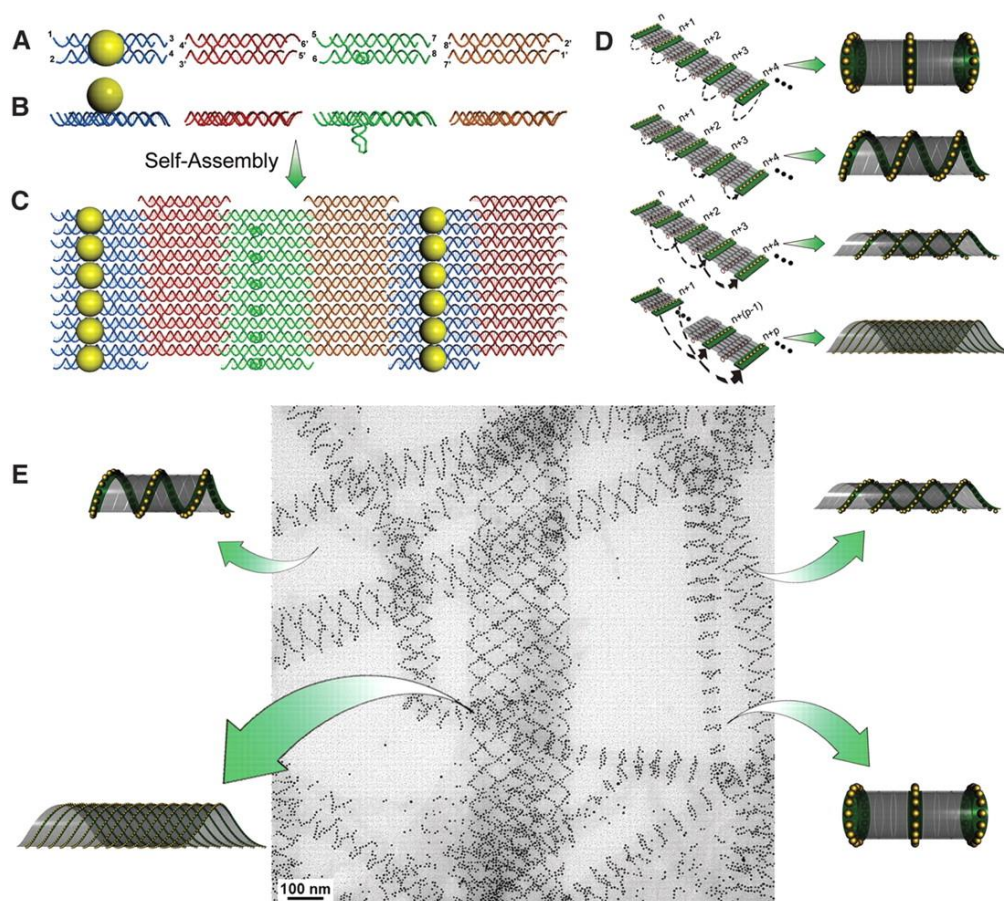 A
1 3 4' 6' 5 7 8' 2'
2 4 3' 5' 6 8 7' 1'
B
Self-Assembly
C
D
n n+1 n+2 n+3 n+4
n n+1 n+2 n+3 n+4
n n+1 n+2 n+3 n+4
n n+1 n+(p-1) n+p
E
100 nm